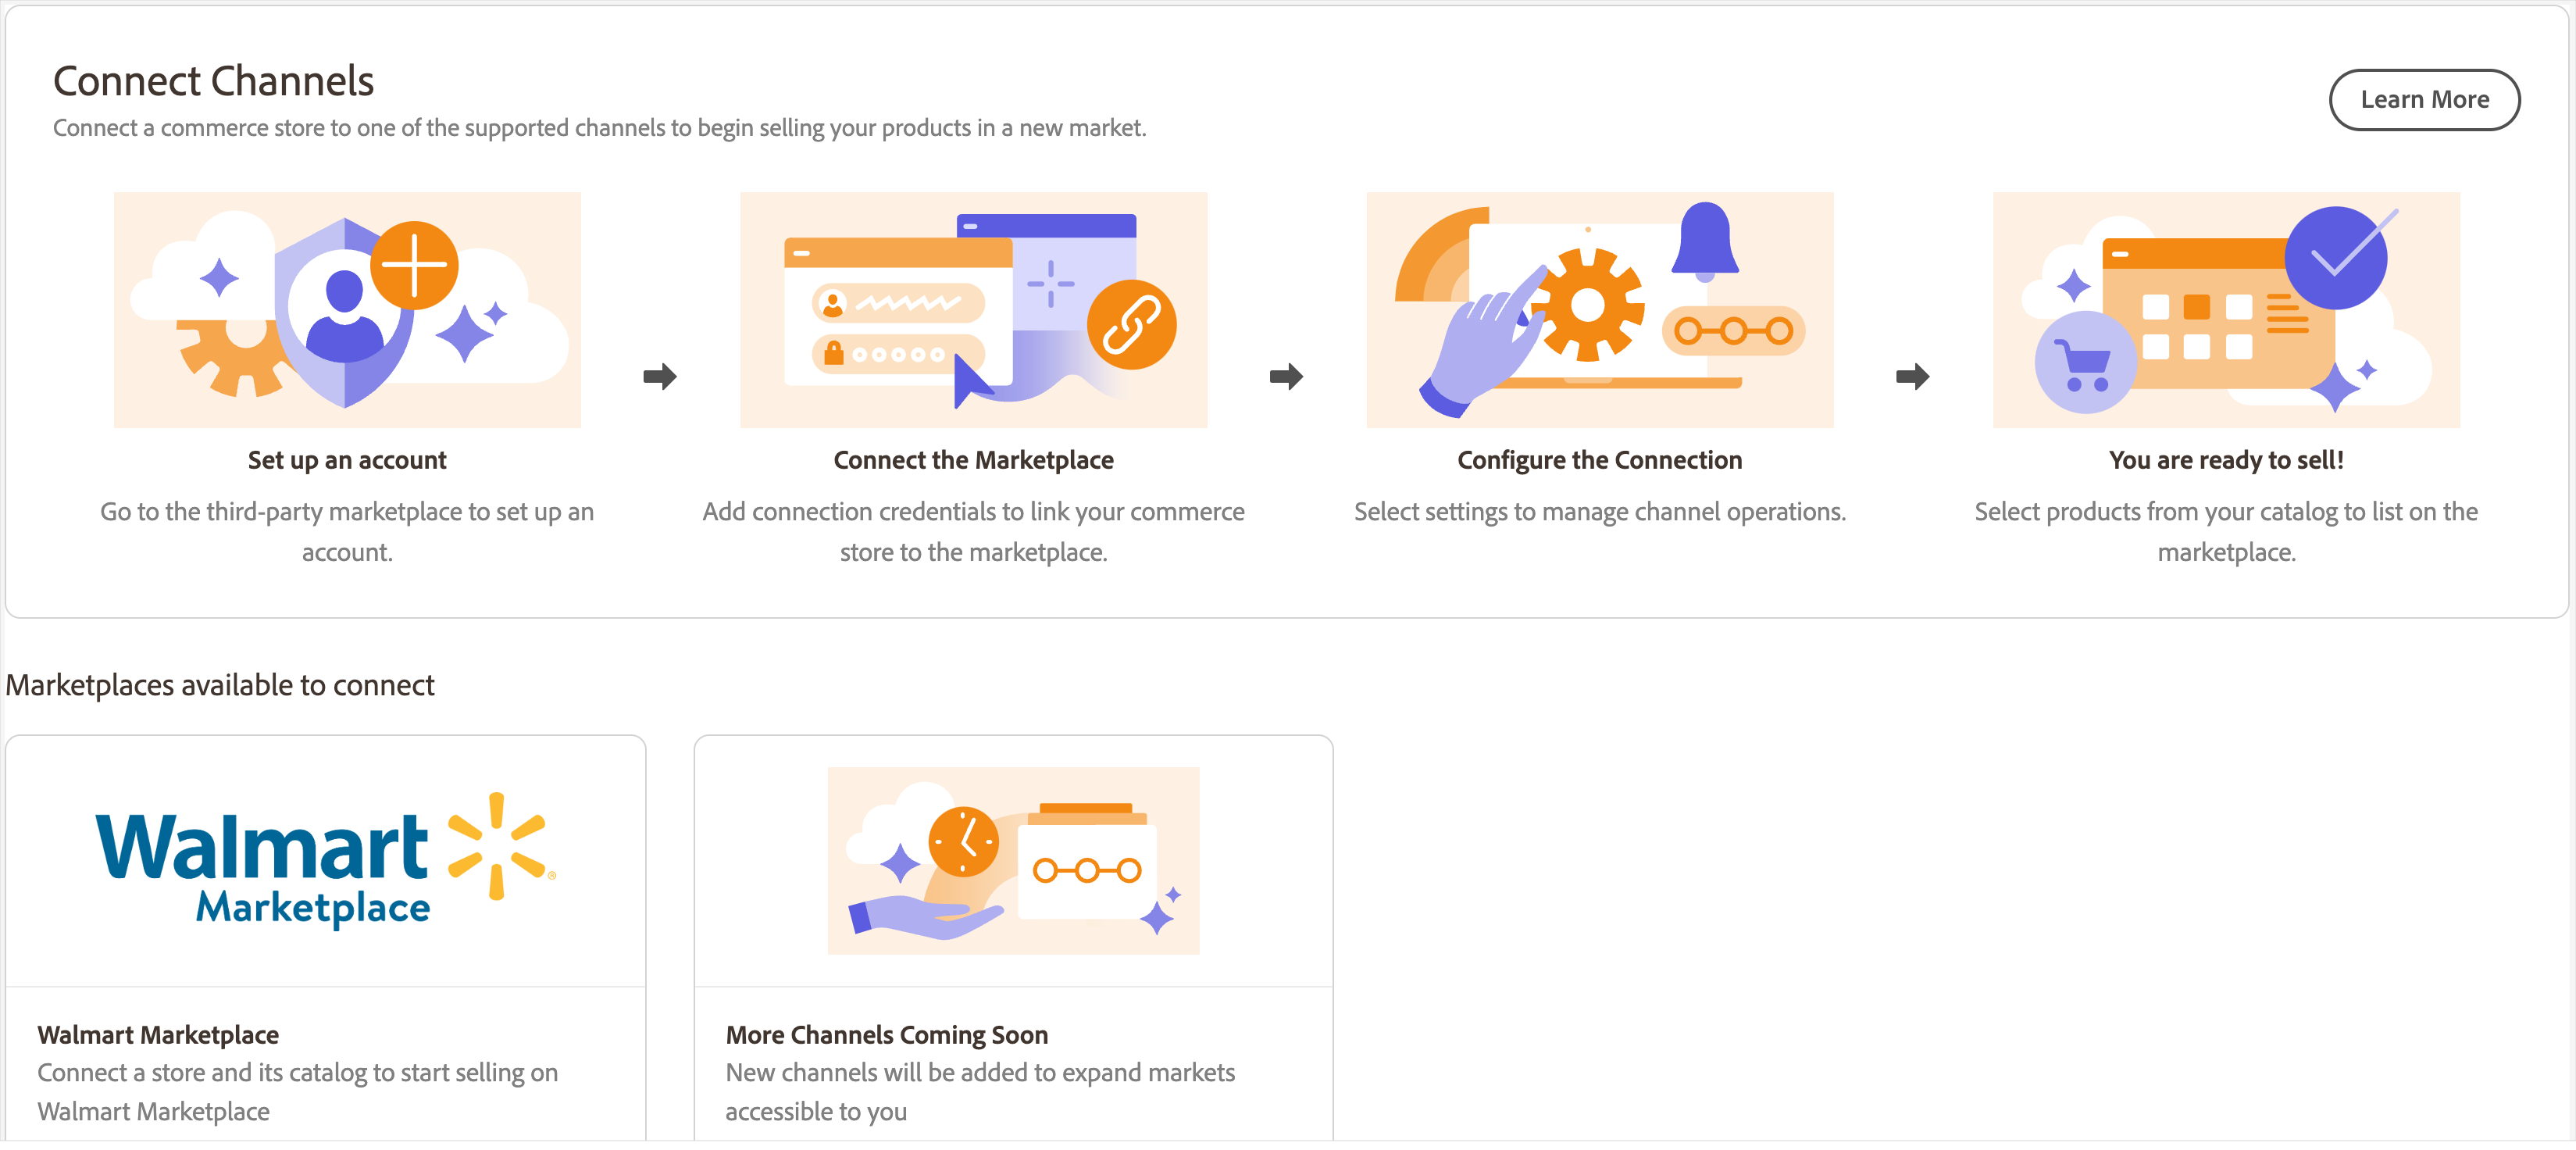 Connect Channels
Learn More
Connect a commerce store to one of the supported channels to begin selling your products in a new market.
Set up an account
Go to the third-party marketplace to set up an
account.
Connect the Marketplace
Add connection credentials to link your commerce
store to the marketplace.
Configure the Connection
Select settings to manage channel operations.
You are ready to sell!
Select products from your catalog to list on the
marketplace.
Marketplaces available to connect
Walmart
Marketplace
®
Walmart Marketplace
Connect a store and its catalog to start selling on
Walmart Marketplace
More Channels Coming Soon
New channels will be added to expand markets
accessible to you